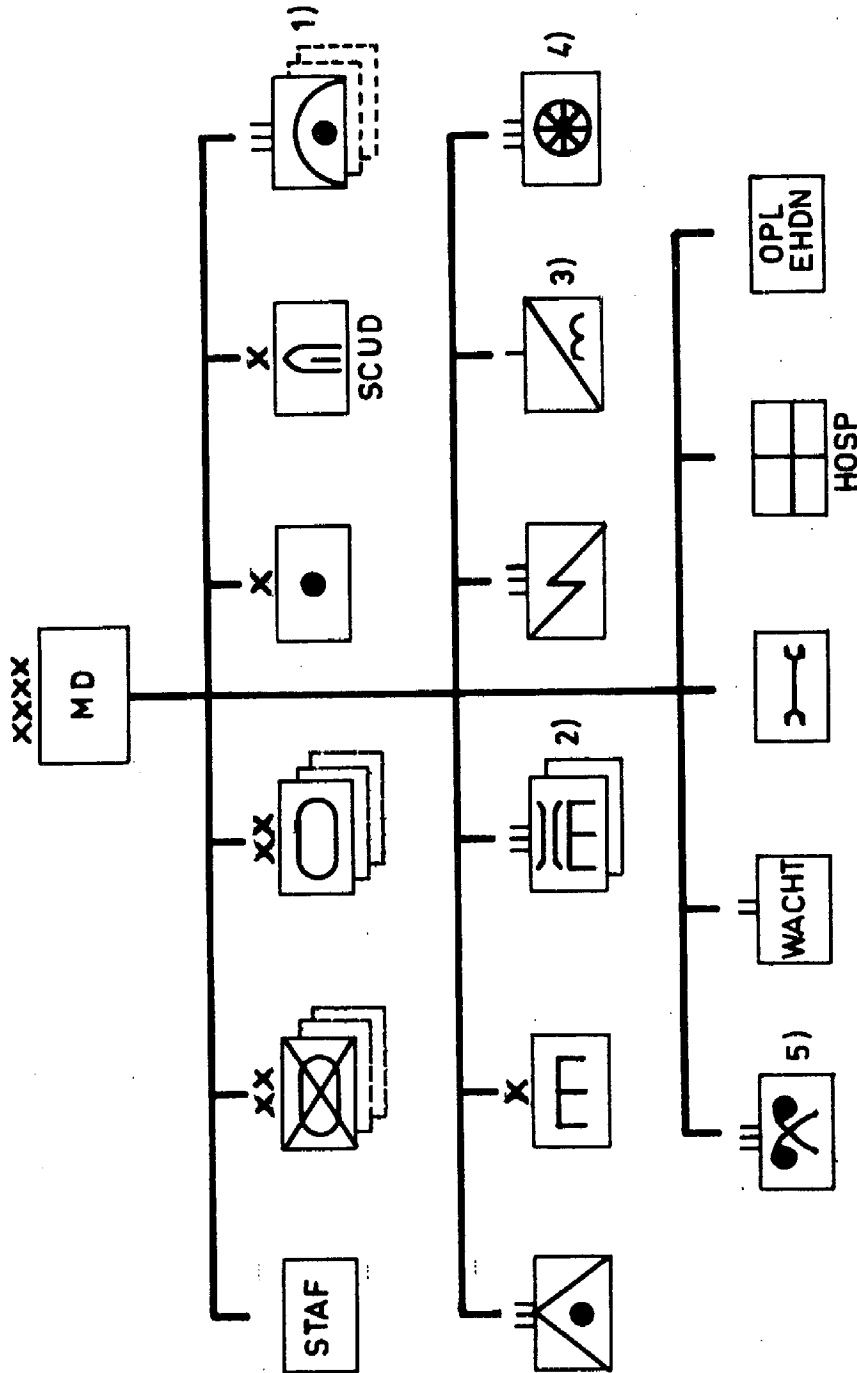 XXXX
MD
STAF
XX
XX
X
X
SCUD
1)
X
2)
3)
4)
5)
WACHT
HOSP
OPL
EHDN